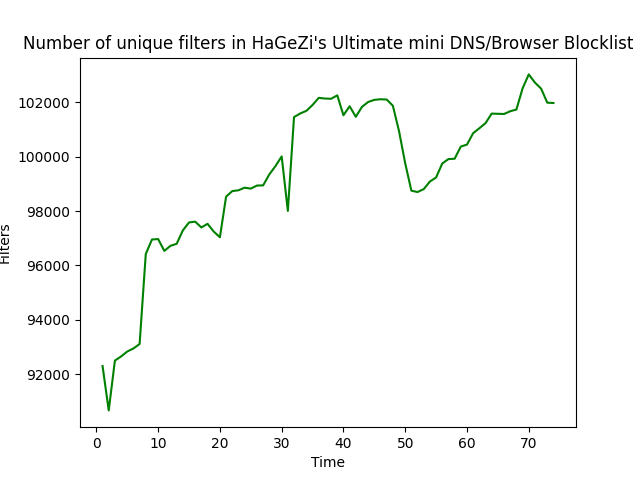 Number of unique filters in HaGeZi's Ultimate mini DNS/Browser Blocklist
102000
100000
98000
96000
94000
92000
Filters
0 10 20 30 40 50 60 70
Time